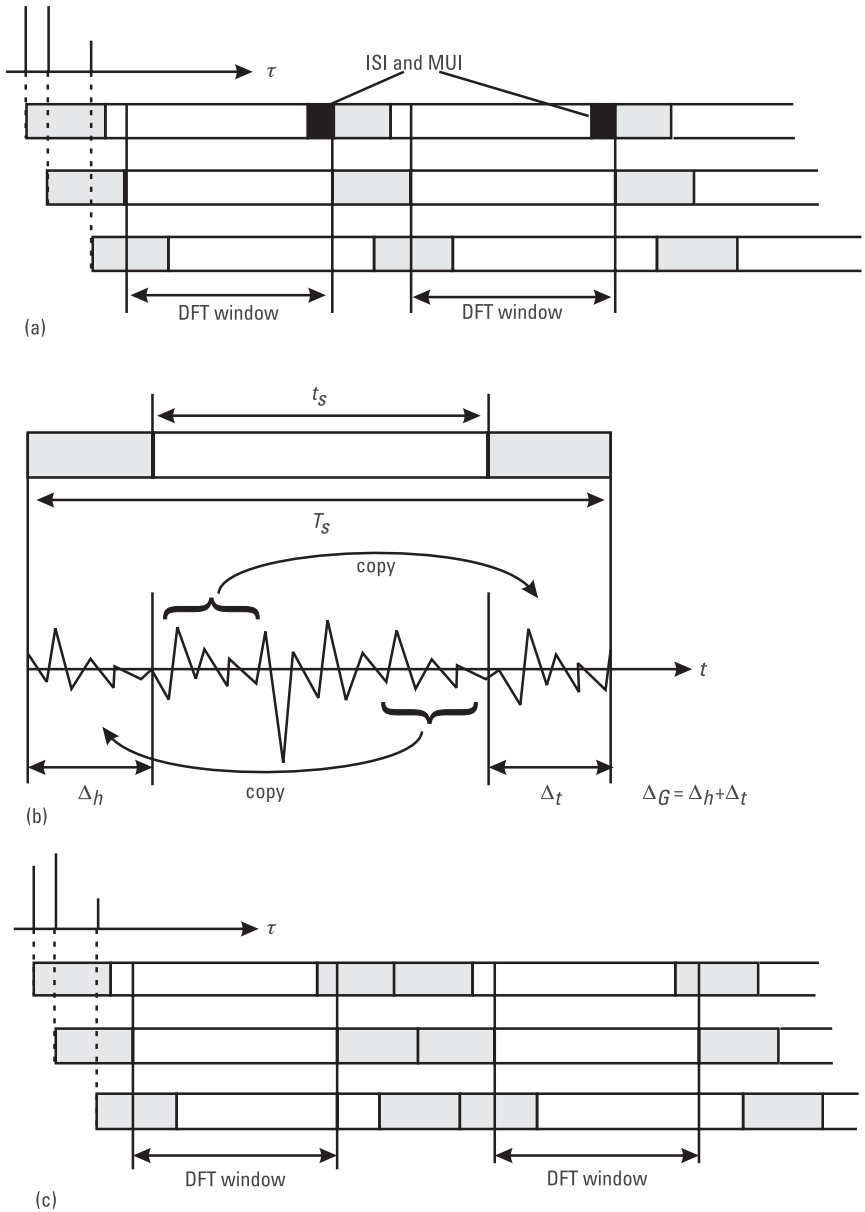 τ
ISI and MUI
DFT window
DFT window
(a)
t_s
T_s
copy
t
copy
Δ_h
Δ_t
Δ_G = Δ_h+Δ_t
(b)
τ
DFT window
DFT window
(c)